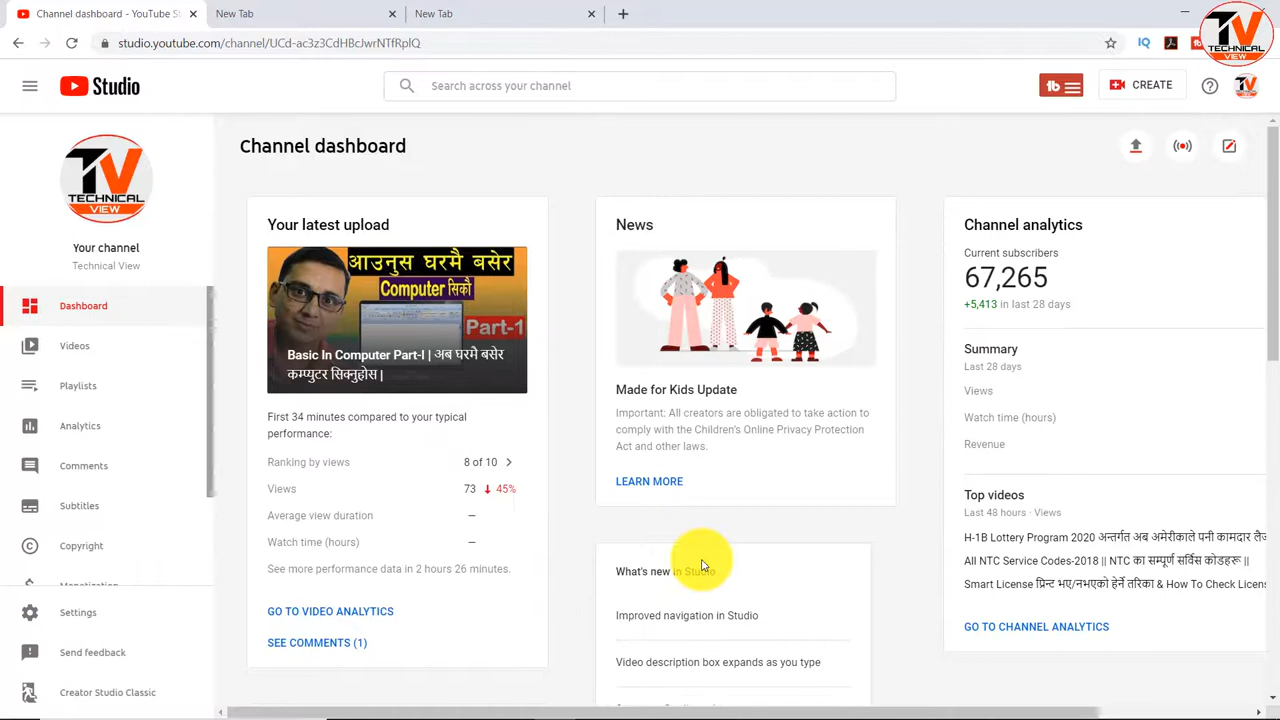 Channel dashboard - YouTube St
New Tab
New Tab
studio.youtube.com/channel/UCd-ac3z3CdHBcJwrNTfRplQ
IQ
TV
TECHNICAL
VIEW
Studio
Search across your channel
tb
CREATE
TV
TECHNICAL
VIEW
Your channel
Technical View
Dashboard
Videos
Playlists
Analytics
Comments
Subtitles
Copyright
Monetization
Settings
Send feedback
Creator Studio Classic
Channel dashboard
Your latest upload
आउनुस घरमै बसेर
Computer सिकौ
Part-1
Basic In Computer Part-I | अब घरमै बसेर
कम्प्युटर सिक्नुहोस |
First 34 minutes compared to your typical
performance:
Ranking by views 8 of 10
Views 73 45%
Average view duration –
Watch time (hours) –
See more performance data in 2 hours 26 minutes.
GO TO VIDEO ANALYTICS
SEE COMMENTS (1)
News
Made for Kids Update
Important: All creators are obligated to take action to
comply with the Children's Online Privacy Protection
Act and other laws.
LEARN MORE
What's new in Studio
Improved navigation in Studio
Video description box expands as you type
Channel analytics
Current subscribers
67,265
+5,413 in last 28 days
Summary
Last 28 days
Views
Watch time (hours)
Revenue
Top videos
Last 48 hours · Views
H-1B Lottery Program 2020 अन्तर्गत अब अमेरीकाले पनी कामदार लैज
All NTC Service Codes-2018 || NTC का सम्पूर्ण सर्विस कोडहरू ||
Smart License प्रिन्ट भए/नभएको हेर्ने तरिका & How To Check Licen
GO TO CHANNEL ANALYTICS